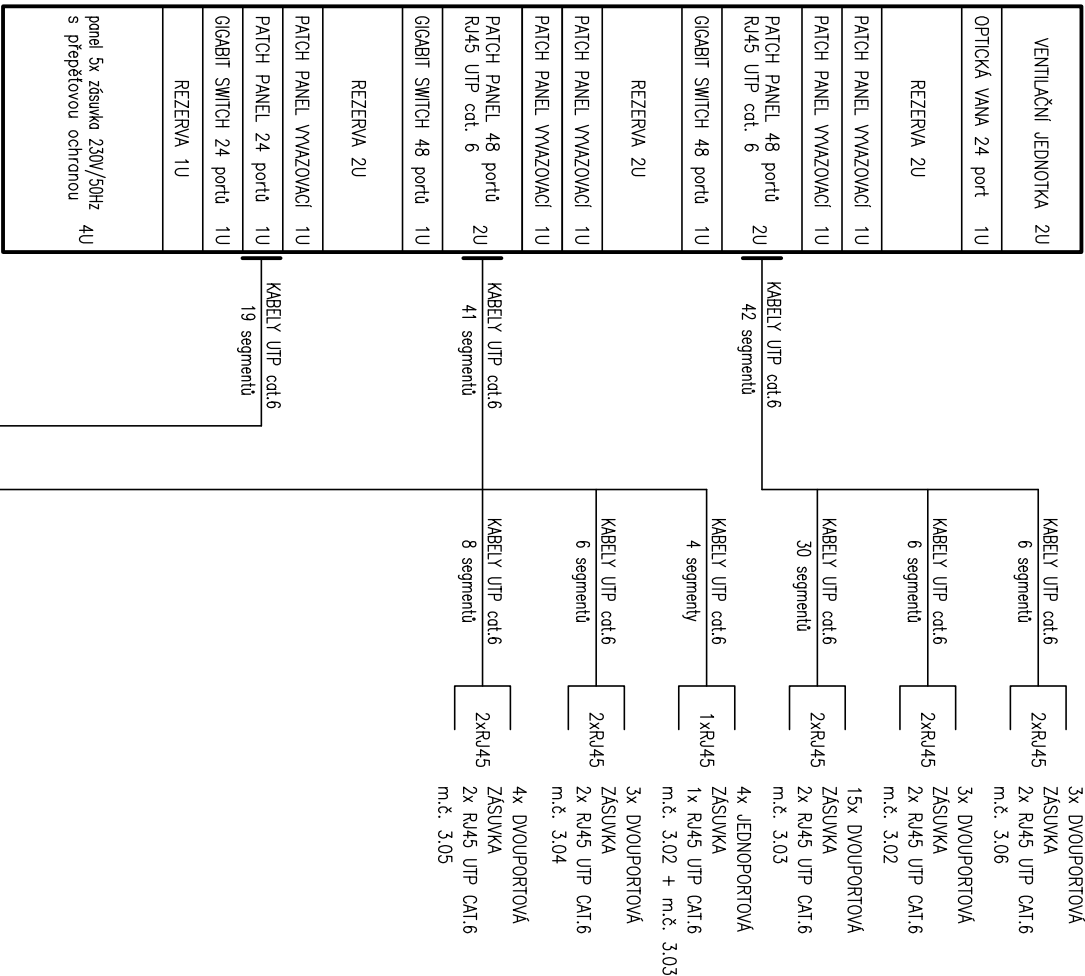 VENTILAČNÍ JEDNOTKA 2U
OPTICKÁ VANA 24 port 1U
REZERVA 2U
PATCH PANEL VYVAZOVACÍ 1U
PATCH PANEL VYVAZOVACÍ 1U
PATCH PANEL 48 portů
RJ45 UTP cat. 6 2U
GIGABIT SWITCH 48 portů 1U
REZERVA 2U
PATCH PANEL VYVAZOVACÍ 1U
PATCH PANEL VYVAZOVACÍ 1U
PATCH PANEL 48 portů
RJ45 UTP cat. 6 2U
GIGABIT SWITCH 48 portů 1U
REZERVA 2U
PATCH PANEL VYVAZOVACÍ 1U
PATCH PANEL 24 portů 1U
GIGABIT SWITCH 24 portů 1U
REZERVA 1U
panel 5x zásuvka 230V/50Hz
s přepěťovou ochranou 4U
KABELY UTP cat.6
42 segmentů
KABELY UTP cat.6
41 segmentů
KABELY UTP cat.6
19 segmentů
KABELY UTP cat.6
6 segmentů
2xRJ45
3x DVOUPORTOVÁ
ZÁSUVKA
2x RJ45 UTP CAT.6
m.č. 3.06
KABELY UTP cat.6
6 segmentů
2xRJ45
3x DVOUPORTOVÁ
ZÁSUVKA
2x RJ45 UTP CAT.6
m.č. 3.02
KABELY UTP cat.6
30 segmentů
2xRJ45
15x DVOUPORTOVÁ
ZÁSUVKA
2x RJ45 UTP CAT.6
m.č. 3.03
KABELY UTP cat.6
4 segmenty
1xRJ45
4x JEDNOPORTOVÁ
ZÁSUVKA
1x RJ45 UTP CAT.6
m.č. 3.02 + m.č. 3.03
KABELY UTP cat.6
6 segmentů
2xRJ45
3x DVOUPORTOVÁ
ZÁSUVKA
2x RJ45 UTP CAT.6
m.č. 3.04
KABELY UTP cat.6
8 segmentů
2xRJ45
4x DVOUPORTOVÁ
ZÁSUVKA
2x RJ45 UTP CAT.6
m.č. 3.05